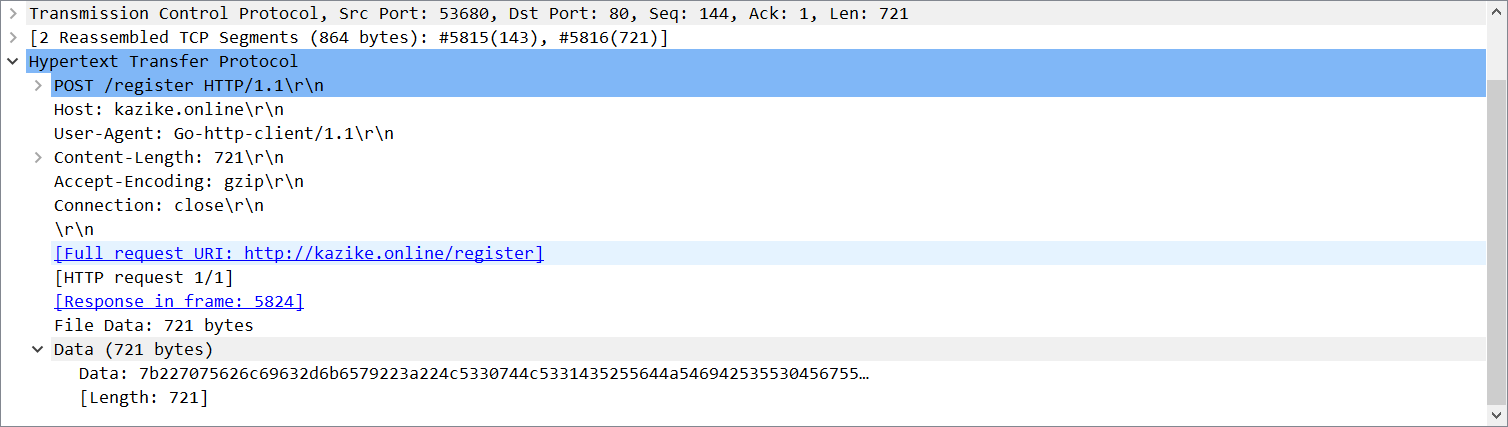 Transmission Control Protocol, Src Port: 53680, Dst Port: 80, Seq: 144, Ack: 1, Len: 721
[2 Reassembled TCP Segments (864 bytes): #5815(143), #5816(721)]
Hypertext Transfer Protocol
POST /register HTTP/1.1\r\n
Host: kazike.online\r\n
User-Agent: Go-http-client/1.1\r\n
Content-Length: 721\r\n
Accept-Encoding: gzip\r\n
Connection: close\r\n
\r\n
[Full request URI: http://kazike.online/register]
[HTTP request 1/1]
[Response in frame: 5824]
File Data: 721 bytes
Data (721 bytes)
Data: 7b227075626c69632d6b6579223a224c5330744c5331435255644a546942535530456755…
[Length: 721]